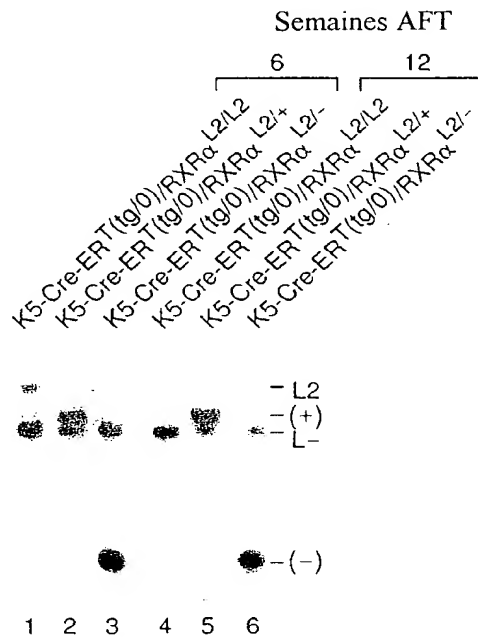 Semaines AFT
6 12
K5-Cre-ERT(tg/0)/RXRα L2/L2
K5-Cre-ERT(tg/0)/RXRα L2/+
K5-Cre-ERT(tg/0)/RXRα L2/-
K5-Cre-ERT(tg/0)/RXRα L2/L2
K5-Cre-ERT(tg/0)/RXRα L2/+
K5-Cre-ERT(tg/0)/RXRα L2/-
– L2
– (+)
– L–
– (–)
1 2 3 4 5 6